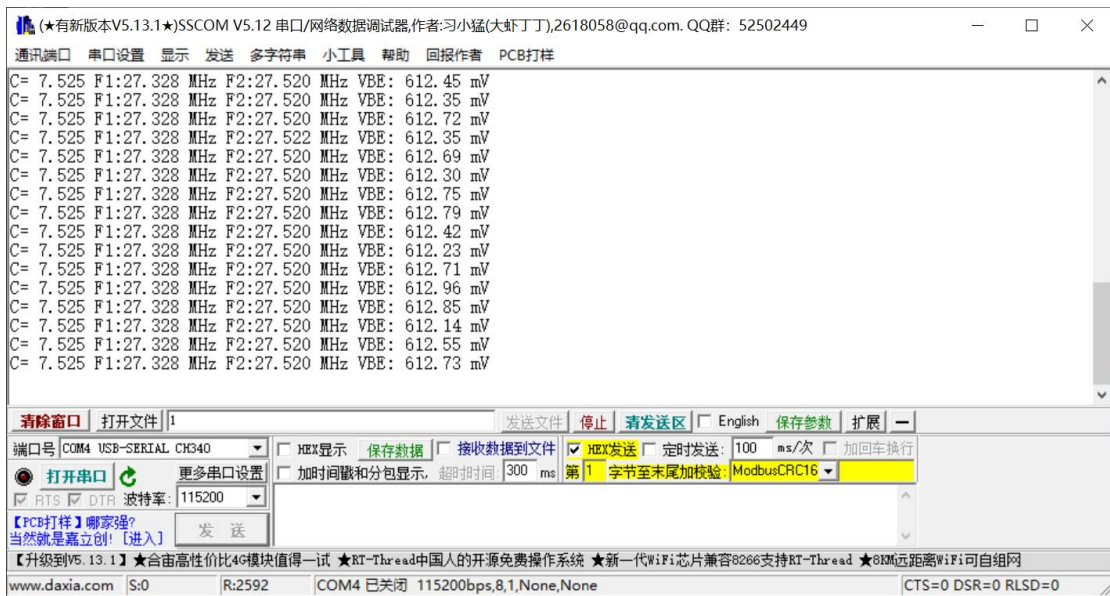 (★有新版本V5.13.1★)SSCOM V5.12 串口/网络数据调试器,作者:习小猛(大虾丁丁),2618058@qq.com. QQ群: 52502449
通讯端口 串口设置 显示 发送 多字符串 小工具 帮助 回报作者 PCB打样
C= 7.525 F1:27.328 MHz F2:27.520 MHz VBE: 612.45 mV
C= 7.525 F1:27.328 MHz F2:27.520 MHz VBE: 612.35 mV
C= 7.525 F1:27.328 MHz F2:27.520 MHz VBE: 612.72 mV
C= 7.525 F1:27.328 MHz F2:27.522 MHz VBE: 612.35 mV
C= 7.525 F1:27.328 MHz F2:27.520 MHz VBE: 612.69 mV
C= 7.525 F1:27.328 MHz F2:27.520 MHz VBE: 612.30 mV
C= 7.525 F1:27.328 MHz F2:27.520 MHz VBE: 612.75 mV
C= 7.525 F1:27.328 MHz F2:27.520 MHz VBE: 612.79 mV
C= 7.525 F1:27.328 MHz F2:27.520 MHz VBE: 612.42 mV
C= 7.525 F1:27.328 MHz F2:27.520 MHz VBE: 612.23 mV
C= 7.525 F1:27.328 MHz F2:27.520 MHz VBE: 612.71 mV
C= 7.525 F1:27.328 MHz F2:27.520 MHz VBE: 612.96 mV
C= 7.525 F1:27.328 MHz F2:27.520 MHz VBE: 612.85 mV
C= 7.525 F1:27.328 MHz F2:27.520 MHz VBE: 612.14 mV
C= 7.525 F1:27.328 MHz F2:27.520 MHz VBE: 612.55 mV
C= 7.525 F1:27.328 MHz F2:27.520 MHz VBE: 612.73 mV
清除窗口 打开文件 1 发送文件 停止 清发送区 English 保存参数 扩展 —
端口号 COM4 USB-SERIAL CH340 HEX显示 保存数据 接收数据到文件 HEX发送 定时发送: 100 ms/次 加回车换行
打开串口 更多串口设置 加时间戳和分包显示, 超时时间: 300 ms 第 1 字节至末尾加校验: ModbusCRC16
RTS DTR 波特率: 115200
【PCB打样】哪家强?
当然就是嘉立创! [进入]
发 送
【升级到V5.13.1】★合宙高性价比4G模块值得一试 ★RT-Thread中国人的开源免费操作系统 ★新一代WiFi芯片兼容8266支持RT-Thread ★8KM远距离WiFi可自组网
www.daxia.com S:0 R:2592 COM4 已关闭 115200bps,8,1,None,None CTS=0 DSR=0 RLSD=0